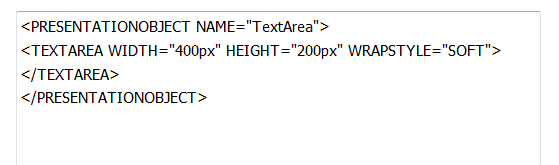 <PRESENTATIONOBJECT NAME="TextArea">
<TEXTAREA WIDTH="400px" HEIGHT="200px" WRAPSTYLE="SOFT">
</TEXTAREA>
</PRESENTATIONOBJECT>